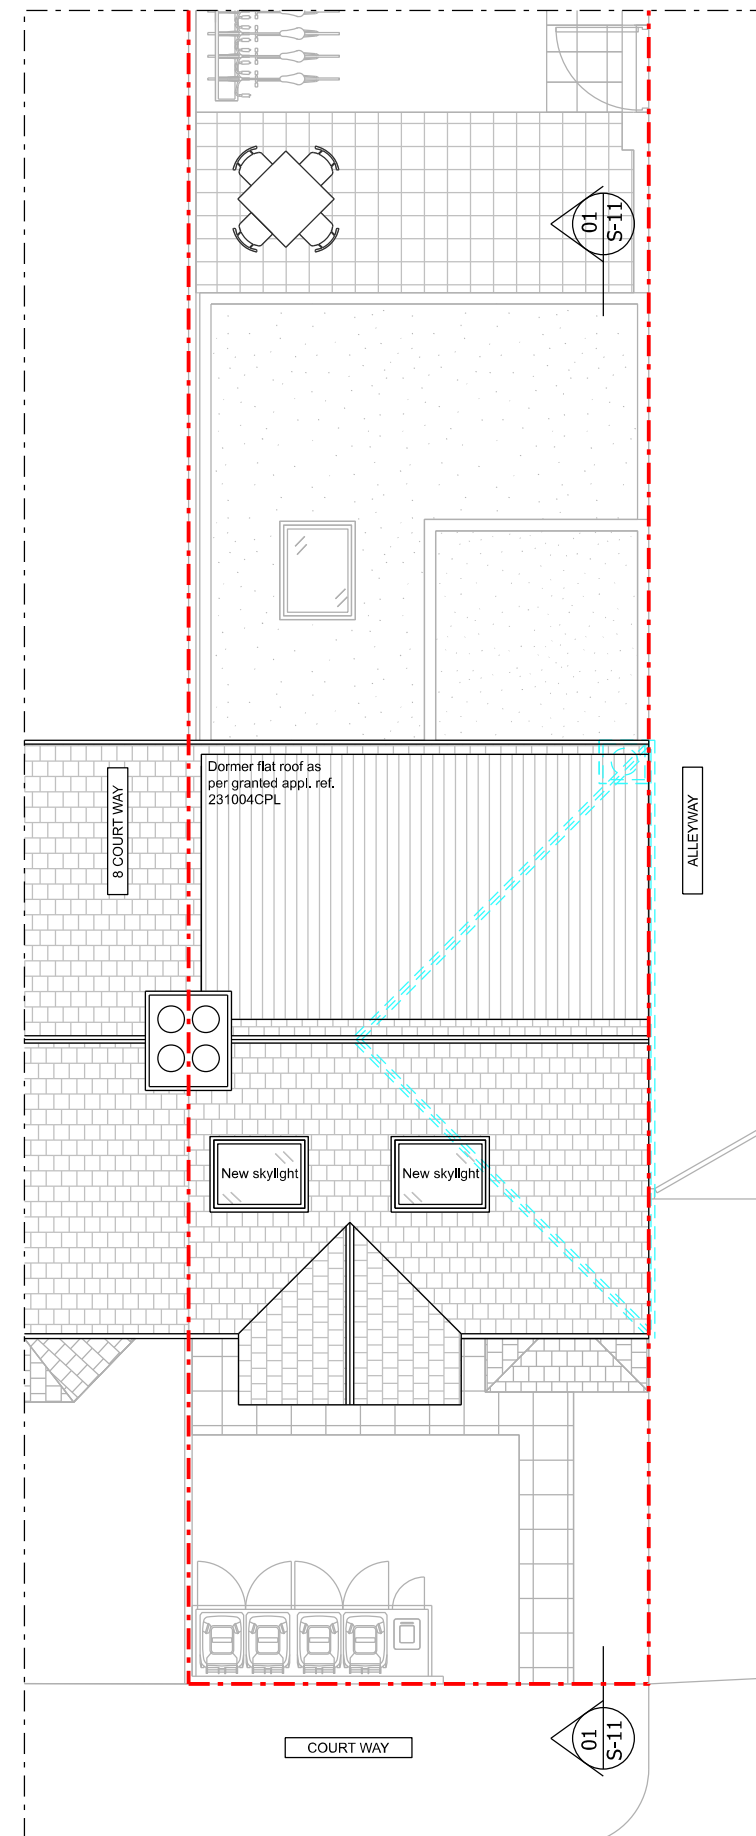 01
S-11
Dormer flat roof as
per granted appl. ref.
231004CPL
8 COURT WAY
ALLEYWAY
New skylight
New skylight
COURT WAY
01
S-11